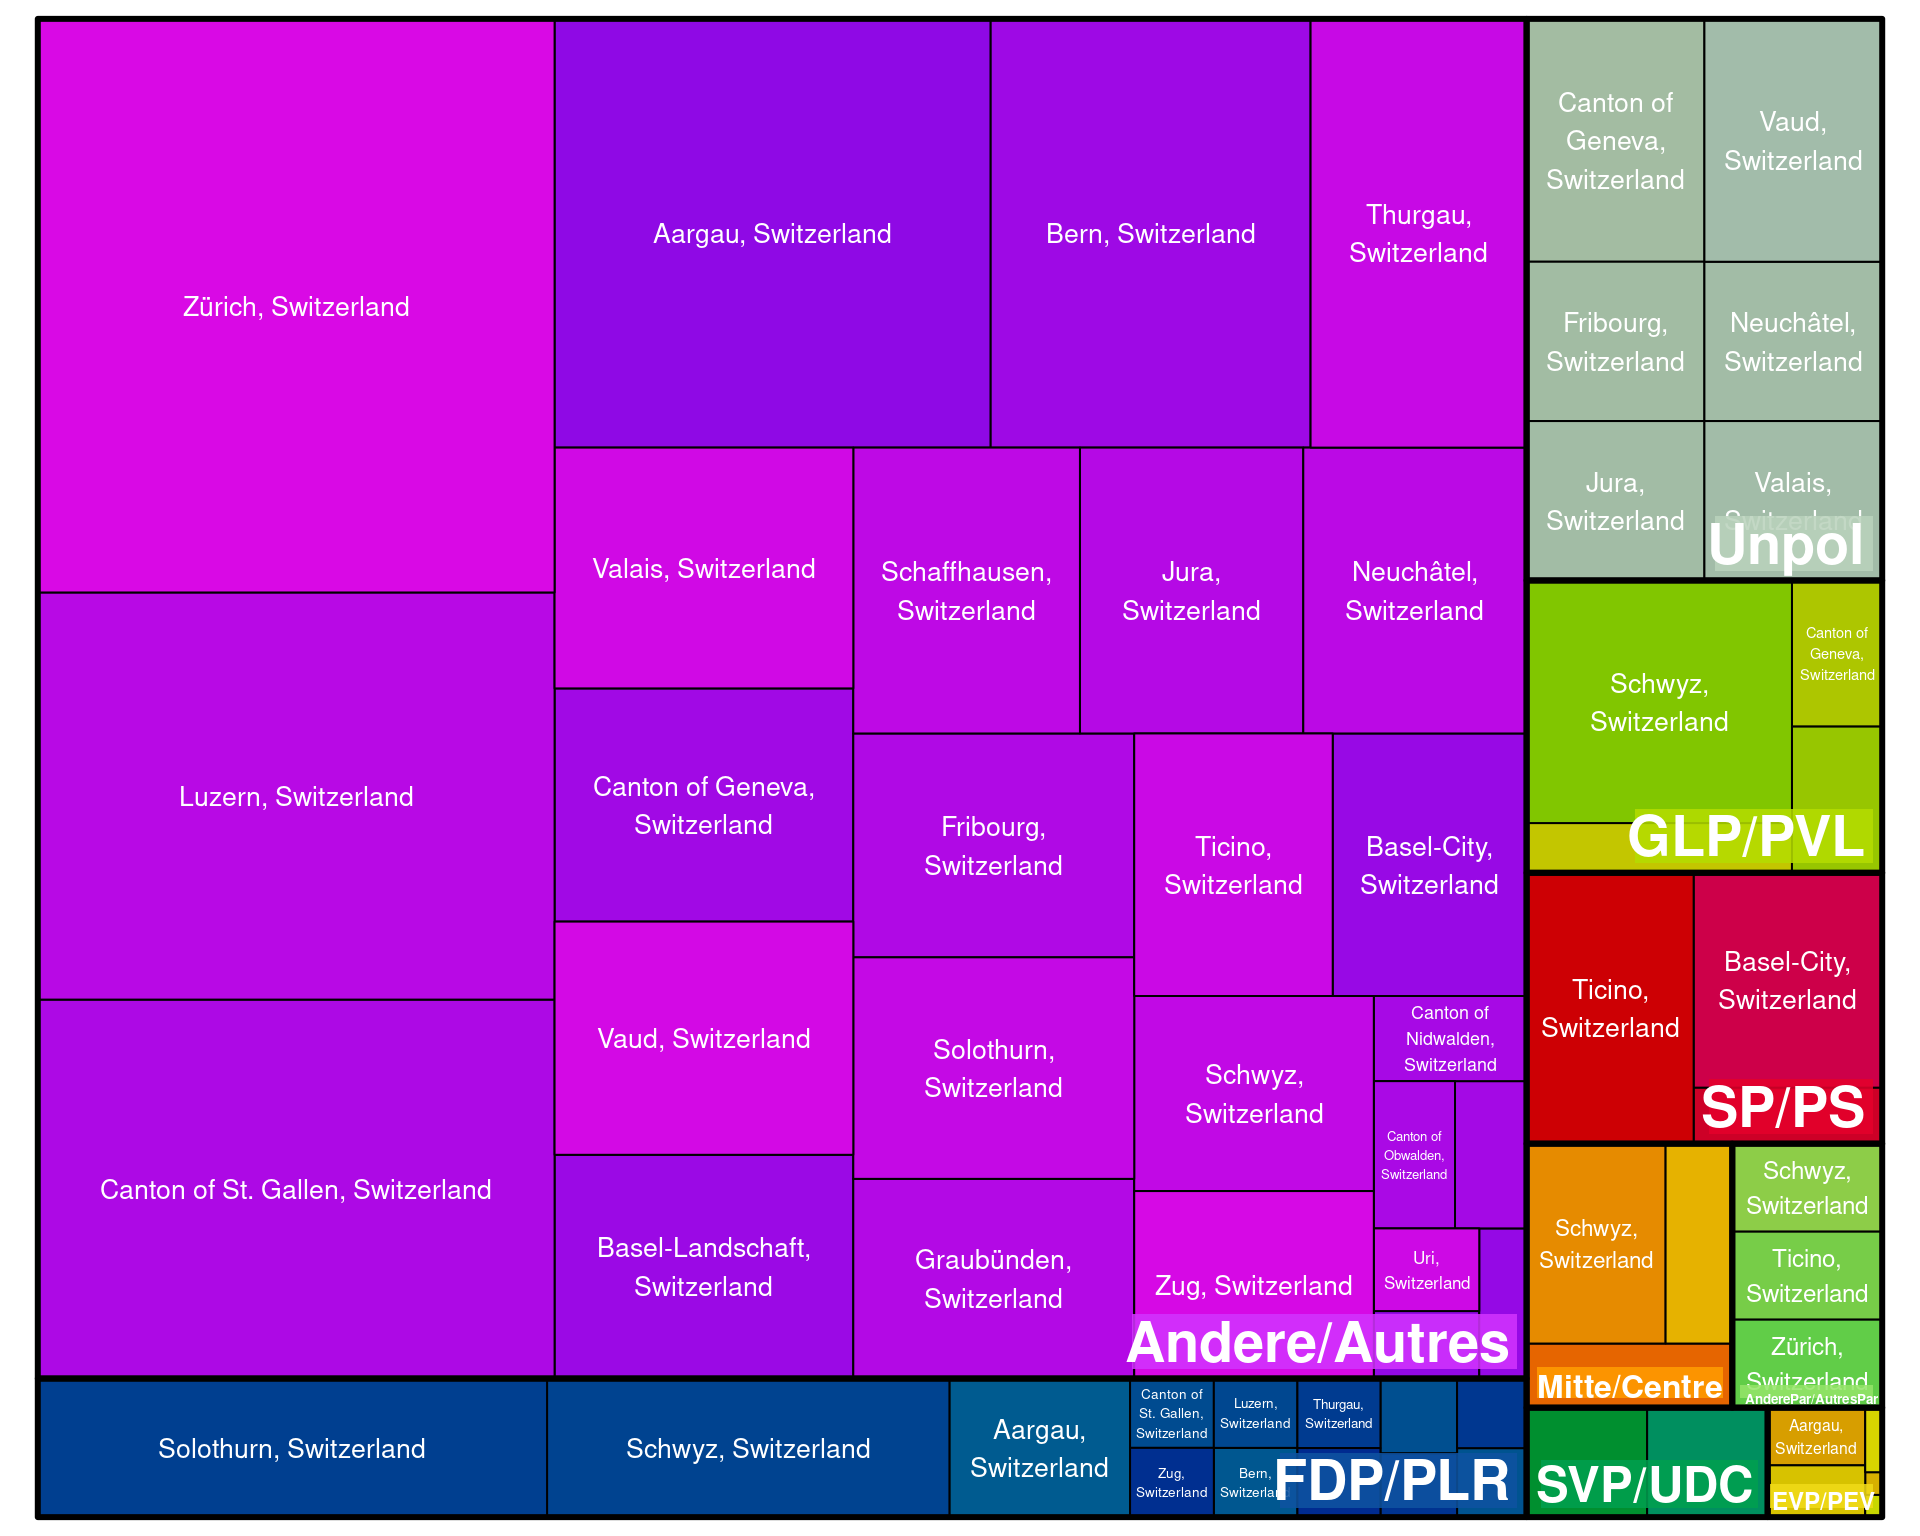 Zürich, Switzerland
Luzern, Switzerland
Canton of St. Gallen, Switzerland
Aargau, Switzerland
Bern, Switzerland
Thurgau,
Switzerland
Valais, Switzerland
Canton of Geneva,
Switzerland
Vaud, Switzerland
Basel-Landschaft,
Switzerland
Schaffhausen,
Switzerland
Jura,
Switzerland
Neuchâtel,
Switzerland
Fribourg,
Switzerland
Solothurn,
Switzerland
Graubünden,
Switzerland
Ticino,
Switzerland
Basel-City,
Switzerland
Schwyz,
Switzerland
Zug, Switzerland
Canton of
Nidwalden,
Switzerland
Canton of
Obwalden,
Switzerland
Uri,
Switzerland
Andere/Autres
Solothurn, Switzerland
Schwyz, Switzerland
Aargau,
Switzerland
Canton of
St. Gallen,
Switzerland
Luzern,
Switzerland
Thurgau,
Switzerland
Zug,
Switzerland
Bern,
Switzerland
FDP/PLR
Canton of
Geneva,
Switzerland
Vaud,
Switzerland
Fribourg,
Switzerland
Neuchâtel,
Switzerland
Jura,
Switzerland
Valais,
Switzerland
Unpol
Schwyz,
Switzerland
Canton of
Geneva,
Switzerland
GLP/PVL
Ticino,
Switzerland
Basel-City,
Switzerland
SP/PS
Schwyz,
Switzerland
Mitte/Centre
Schwyz,
Switzerland
Ticino,
Switzerland
Zürich,
Switzerland
AnderePar/AutresPar
SVP/UDC
Aargau,
Switzerland
EVP/PEV